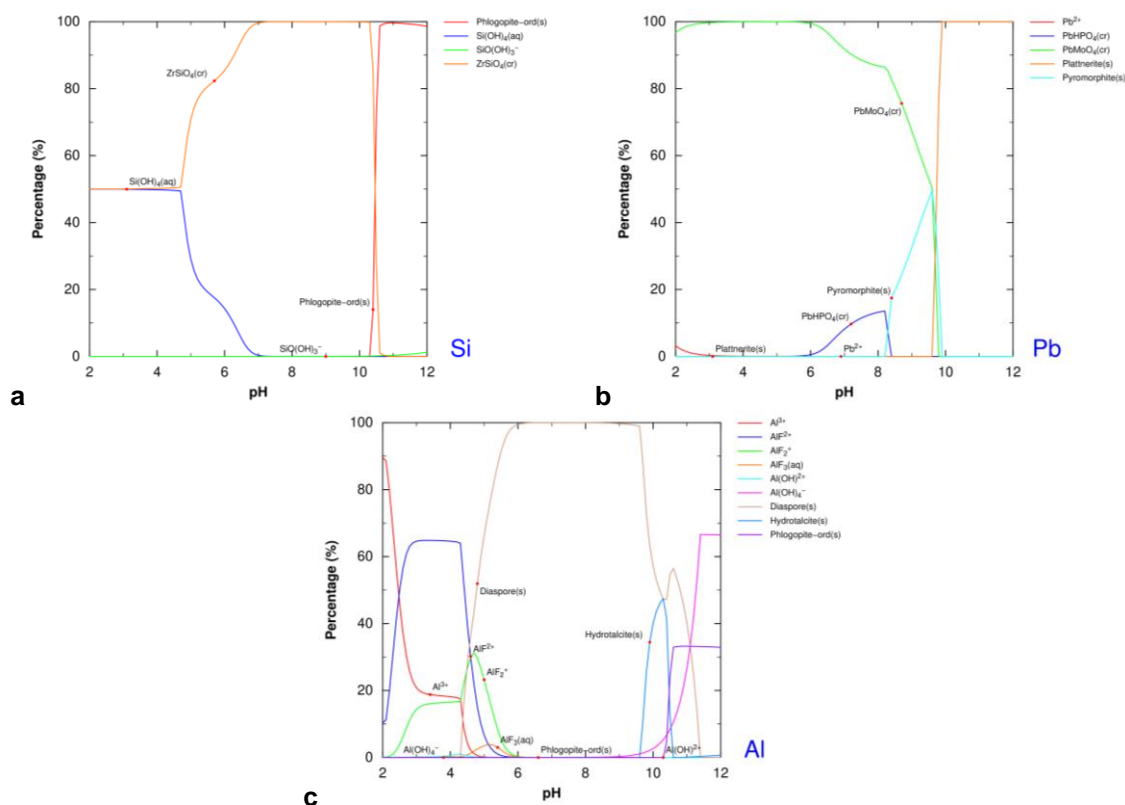 100
80
60
40
20
0
2
4
6
8
10
12
Percentage (%)
pH
ZrSiO₄(cr)
Si(OH)₄(aq)
Phlogopite−ord(s)
SiO(OH)₃⁻
Si
Phlogopite−ord(s)
Si(OH)₄(aq)
SiO(OH)₃⁻
ZrSiO₄(cr)
a
100
80
60
40
20
0
2
4
6
8
10
12
Percentage (%)
pH
PbMoO₄(cr)
Pyromorphite(s)
PbHPO₄(cr)
Plattnerite(s)
Pb²⁺
Pb
Pb²⁺
PbHPO₄(cr)
PbMoO₄(cr)
Plattnerite(s)
Pyromorphite(s)
b
100
80
60
40
20
0
2
4
6
8
10
12
Percentage (%)
pH
Diaspore(s)
Hydrotalcite(s)
AlF²⁺
AlF₂⁺
Al³⁺
AlF₃(aq)
Al(OH)₄⁻
Phlogopite−ord(s)
Al(OH)²⁺
Al
Al³⁺
AlF²⁺
AlF₂⁺
AlF₃(aq)
Al(OH)²⁺
Al(OH)₄⁻
Diaspore(s)
Hydrotalcite(s)
Phlogopite−ord(s)
c